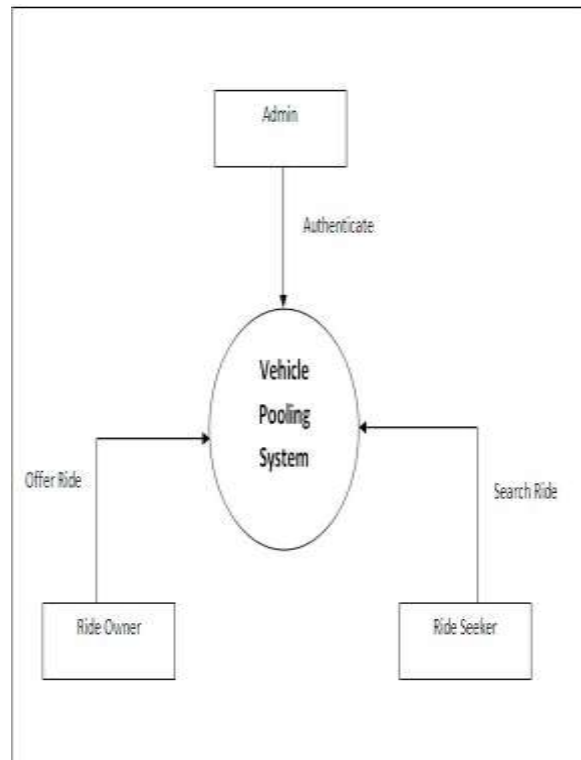 Admin
Authenticate
Vehicle
Pooling
System
Offer Ride
Search Ride
Ride Owner
Ride Seeker